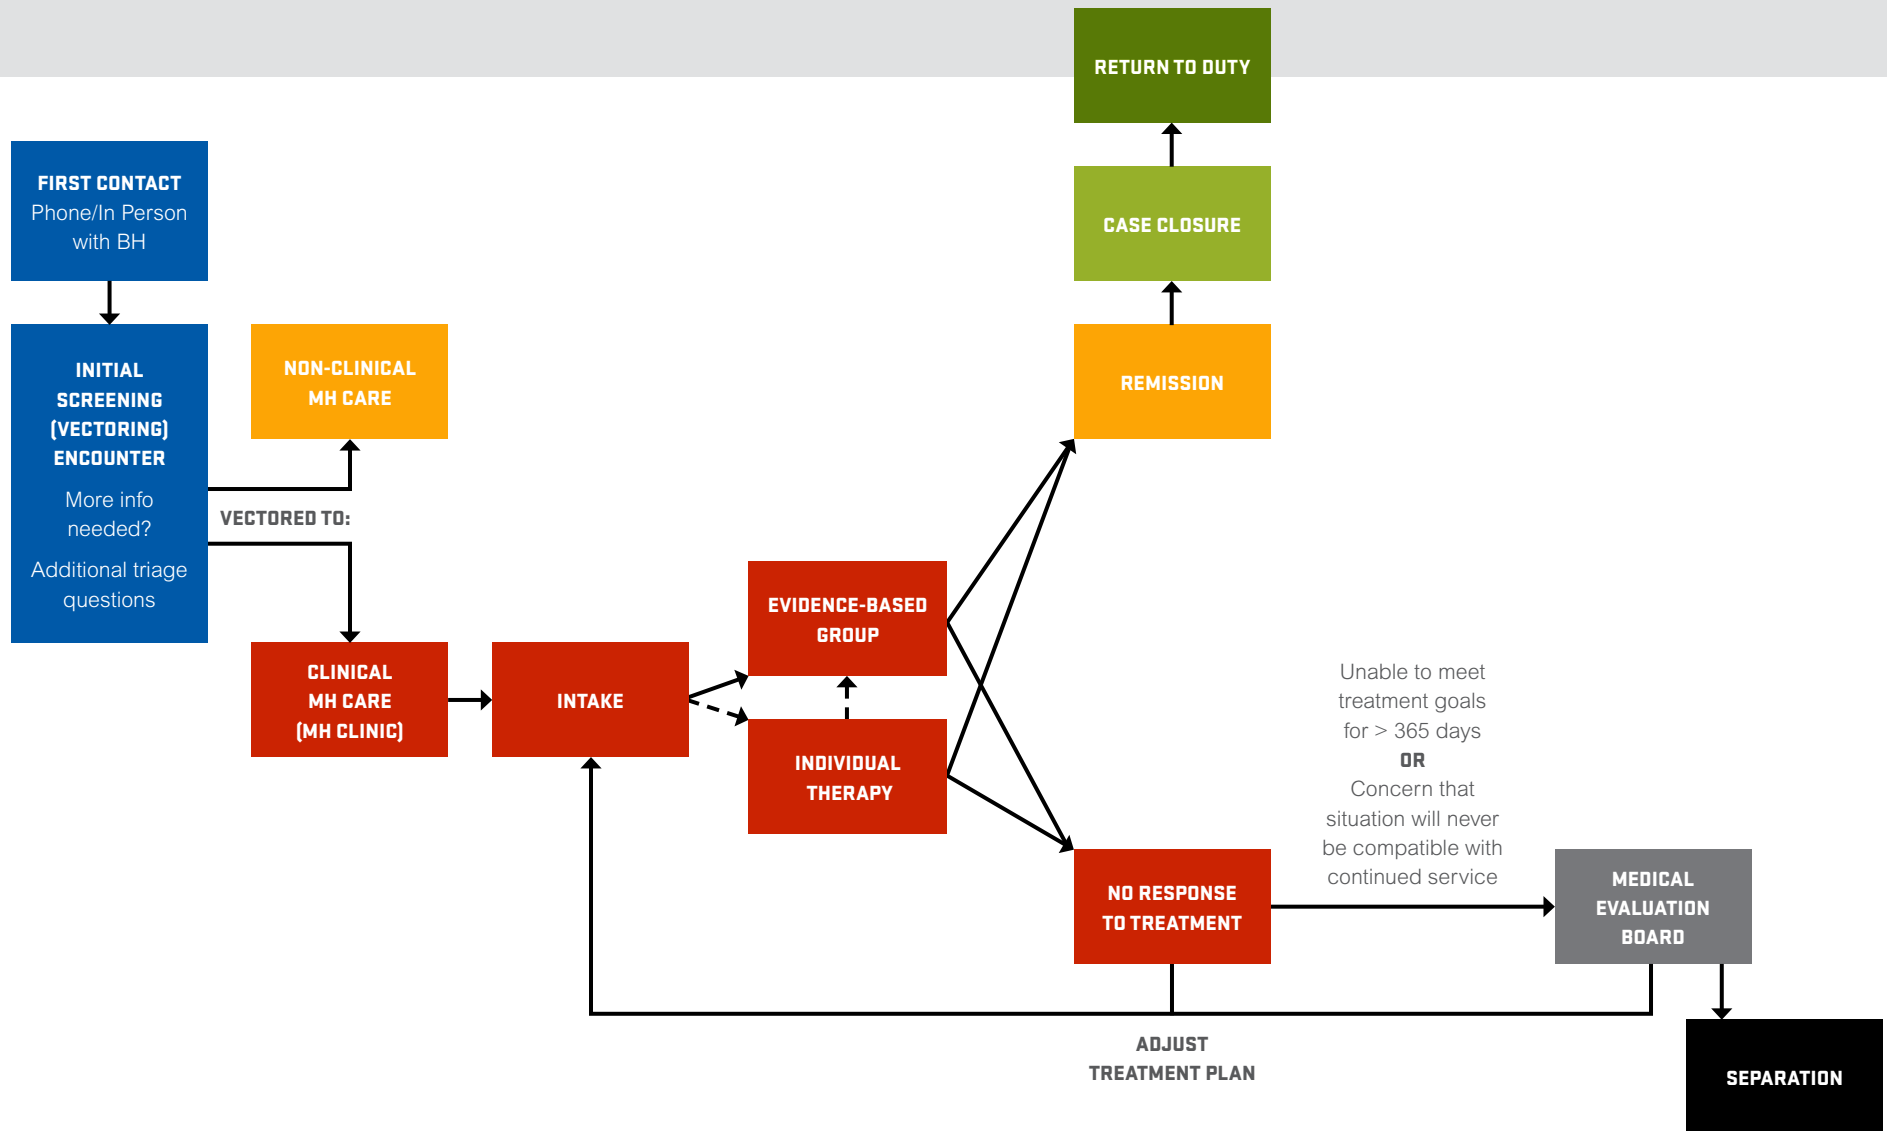 RETURN TO DUTY
FIRST CONTACT
Phone/In Person
with BH
CASE CLOSURE
INITIAL
SCREENING
(VECTORING)
ENCOUNTER
More info
needed?
Additional triage
questions
NON-CLINICAL
MH CARE
REMISSION
VECTORED TO:
CLINICAL
MH CARE
(MH CLINIC)
INTAKE
EVIDENCE-BASED
GROUP
INDIVIDUAL
THERAPY
Unable to meet
treatment goals
for > 365 days
OR
Concern that
situation will never
be compatible with
continued service
NO RESPONSE
TO TREATMENT
MEDICAL
EVALUATION
BOARD
ADJUST
TREATMENT PLAN
SEPARATION